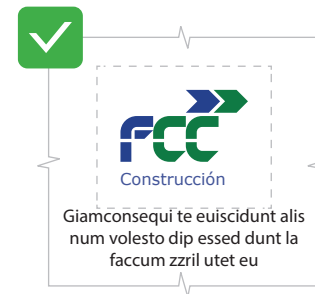 FCC
Construcción
Giamconsequi te euiscidunt alis
num volesto dip essed dunt la
faccum zzril utet eu